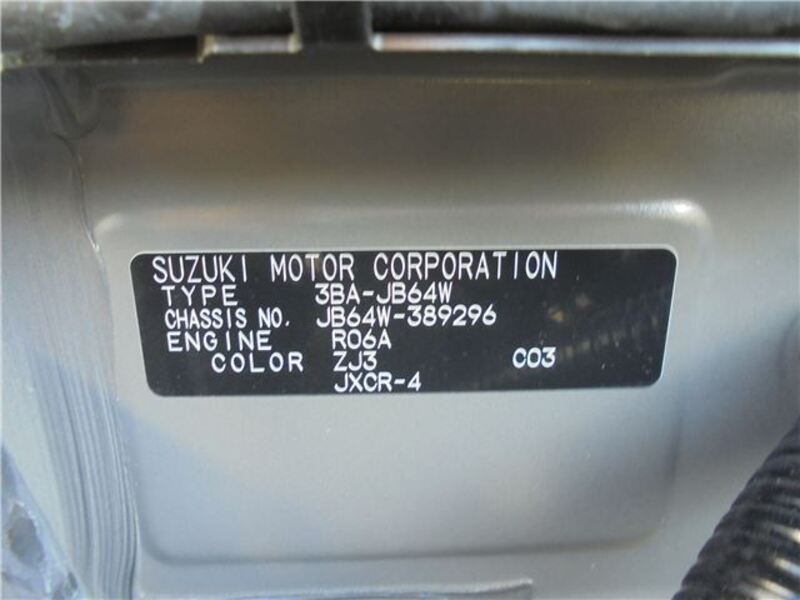 SUZUKI MOTOR CORPORATION
TYPE 3BA-JB64W
CHASSIS NO. JB64W-389296
ENGINE R06A
COLOR ZJ3 C03
JXCR-4